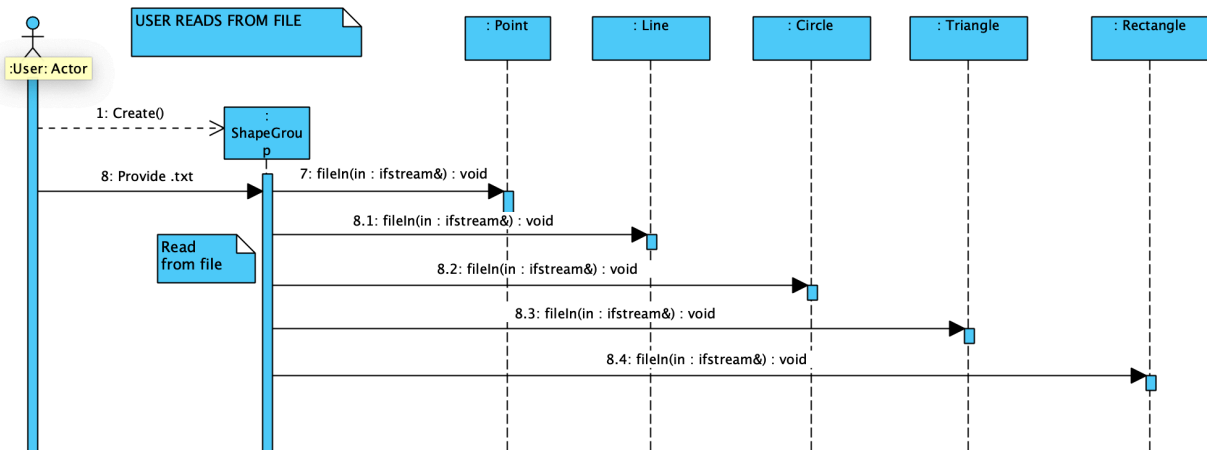 USER READS FROM FILE
: Point
: Line
: Circle
: Triangle
: Rectangle
:User: Actor
1: Create()
:
ShapeGrou
p
8: Provide .txt
7: fileIn(in : ifstream&) : void
8.1: fileIn(in : ifstream&) : void
Read
from file
8.2: fileIn(in : ifstream&) : void
8.3: fileIn(in : ifstream&) : void
8.4: fileIn(in : ifstream&) : void